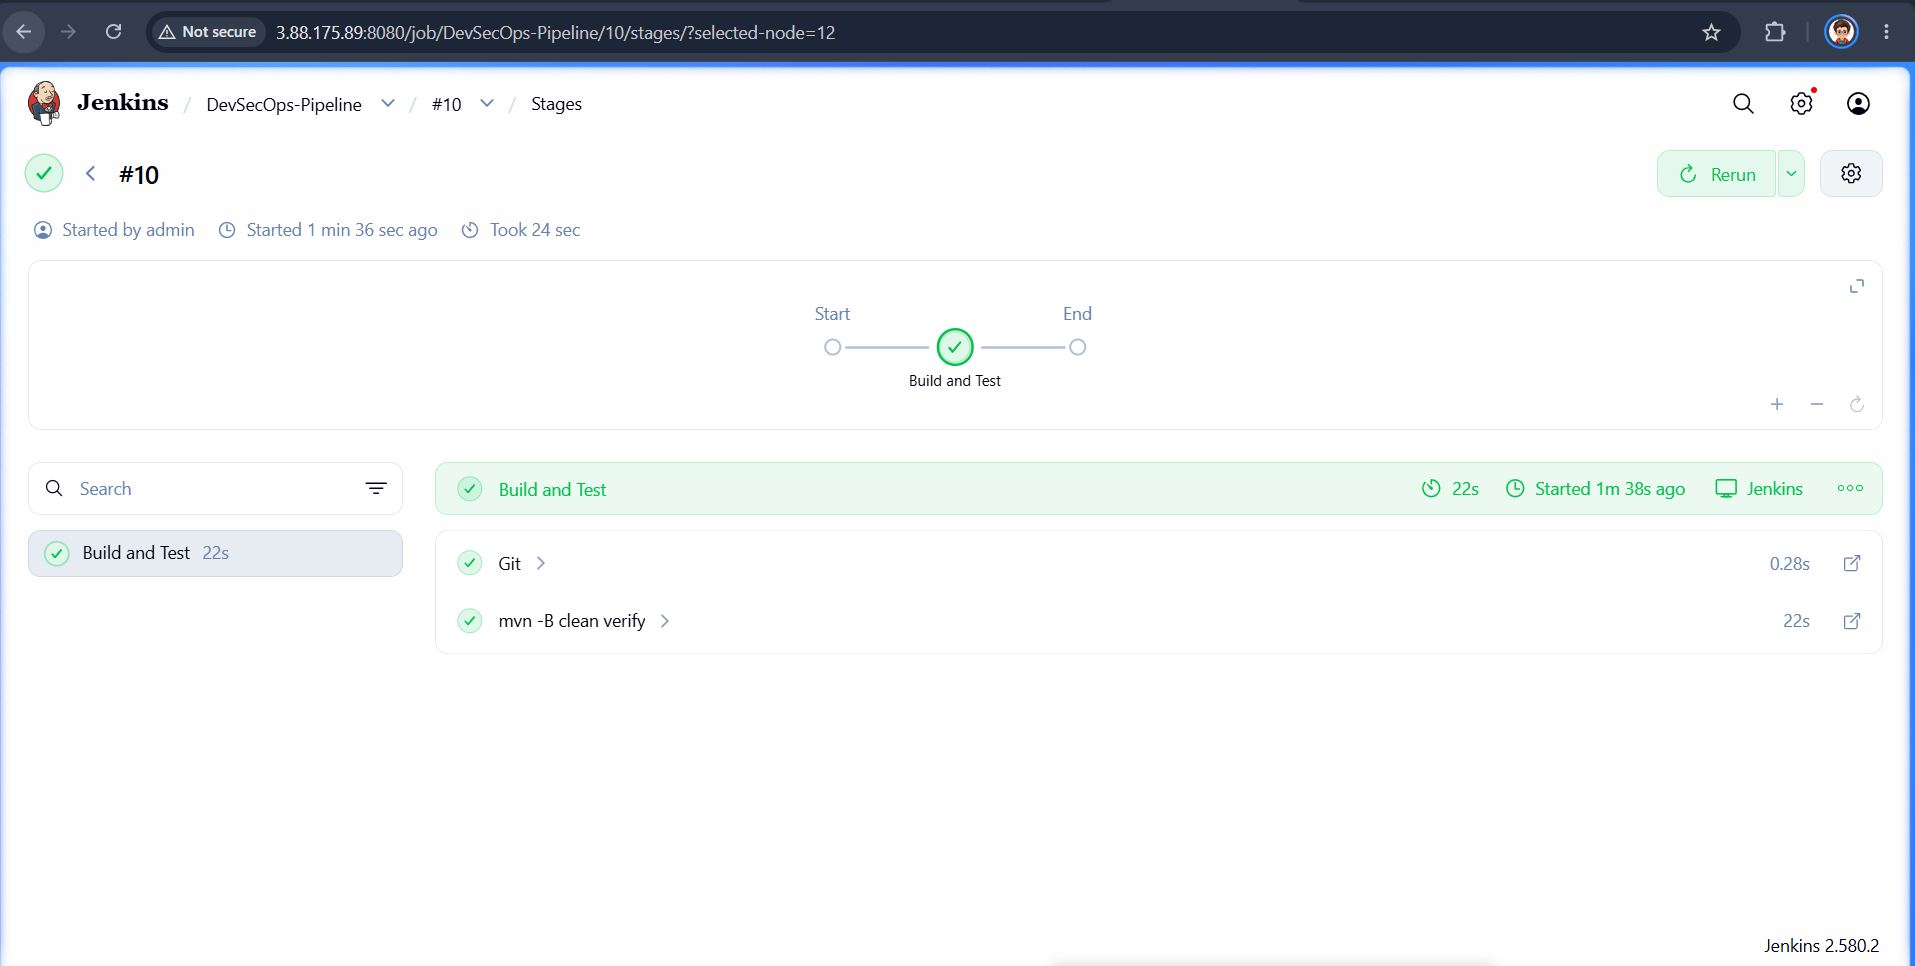 Not secure 3.88.175.89:8080/job/DevSecOps-Pipeline/10/stages/?selected-node=12
Jenkins / DevSecOps-Pipeline / #10 / Stages
#10
Rerun
Started by admin Started 1 min 36 sec ago Took 24 sec
Start
End
Build and Test
Search
Build and Test 22s
Build and Test 22s Started 1m 38s ago Jenkins
Git 0.28s
mvn -B clean verify 22s
Jenkins 2.580.2